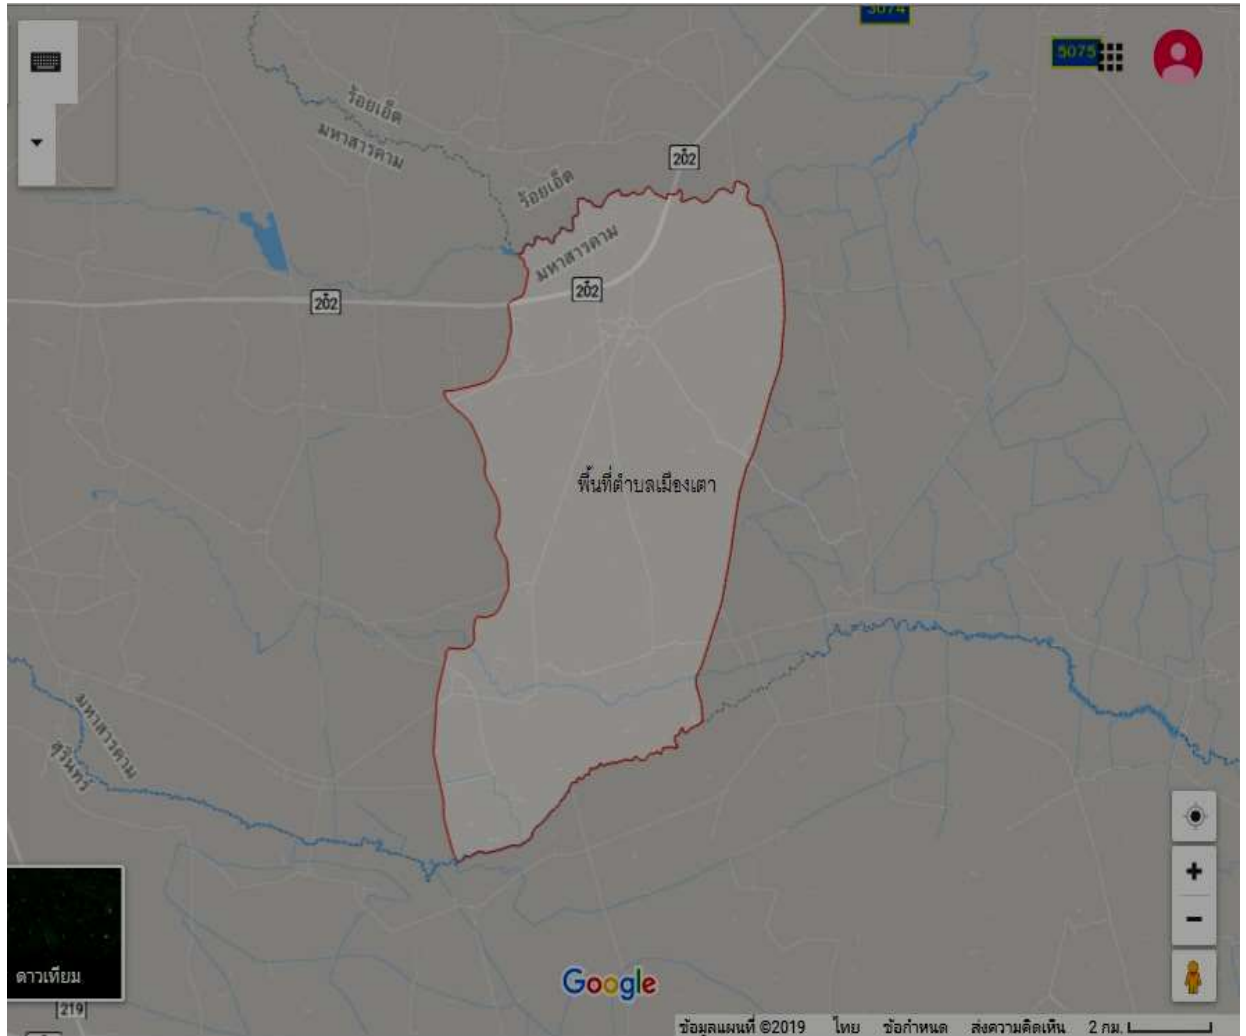 3074
5075
ร้อยเอ็ด
มหาสารคาม
ร้อยเอ็ด
มหาสารคาม
202
202
202
พื้นที่ตำบลเมืองเตา
มหาสารคาม
สุรินทร์
ดาวเทียม
219
Google
ข้อมูลแผนที่ ©2019 ไทย ข้อกำหนด ส่งความคิดเห็น 2 กม.